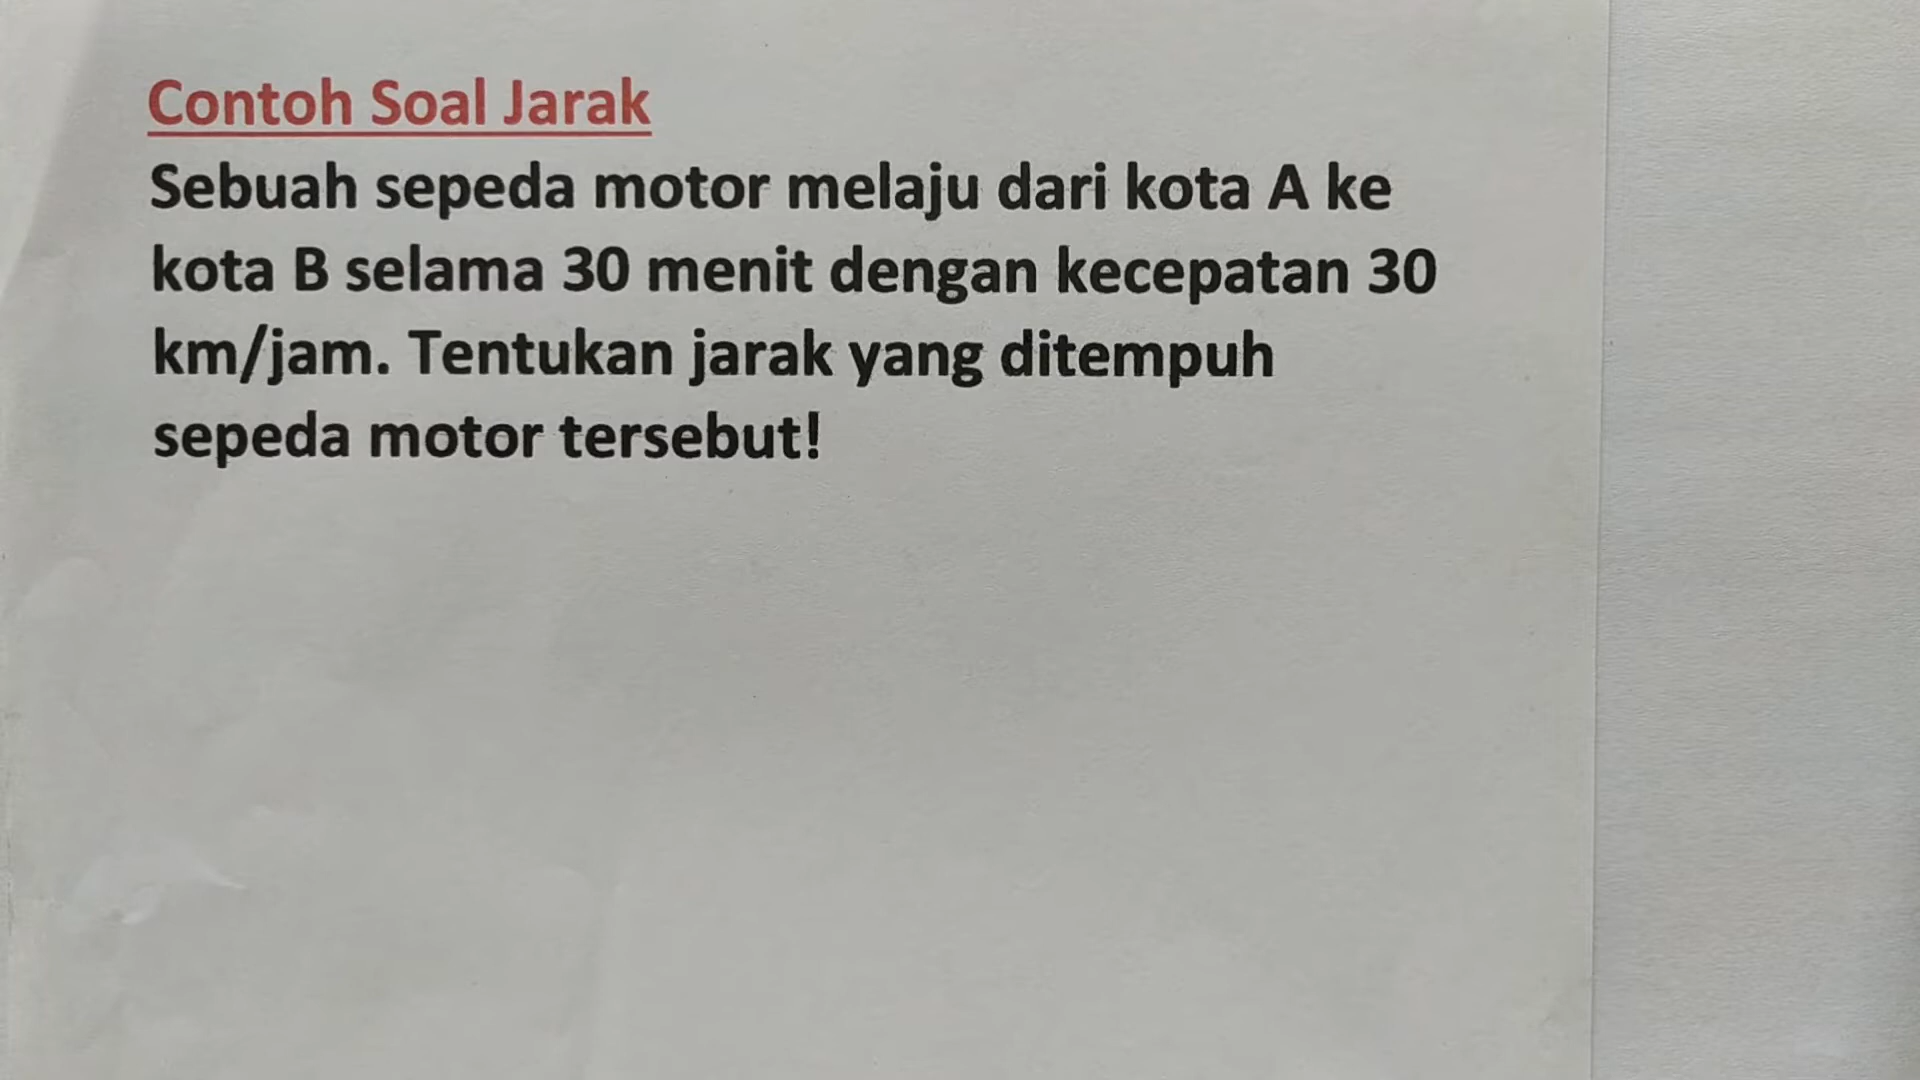 Contoh Soal Jarak
Sebuah sepeda motor melaju dari kota A ke
kota B selama 30 menit dengan kecepatan 30
km/jam. Tentukan jarak yang ditempuh
sepeda motor tersebut!